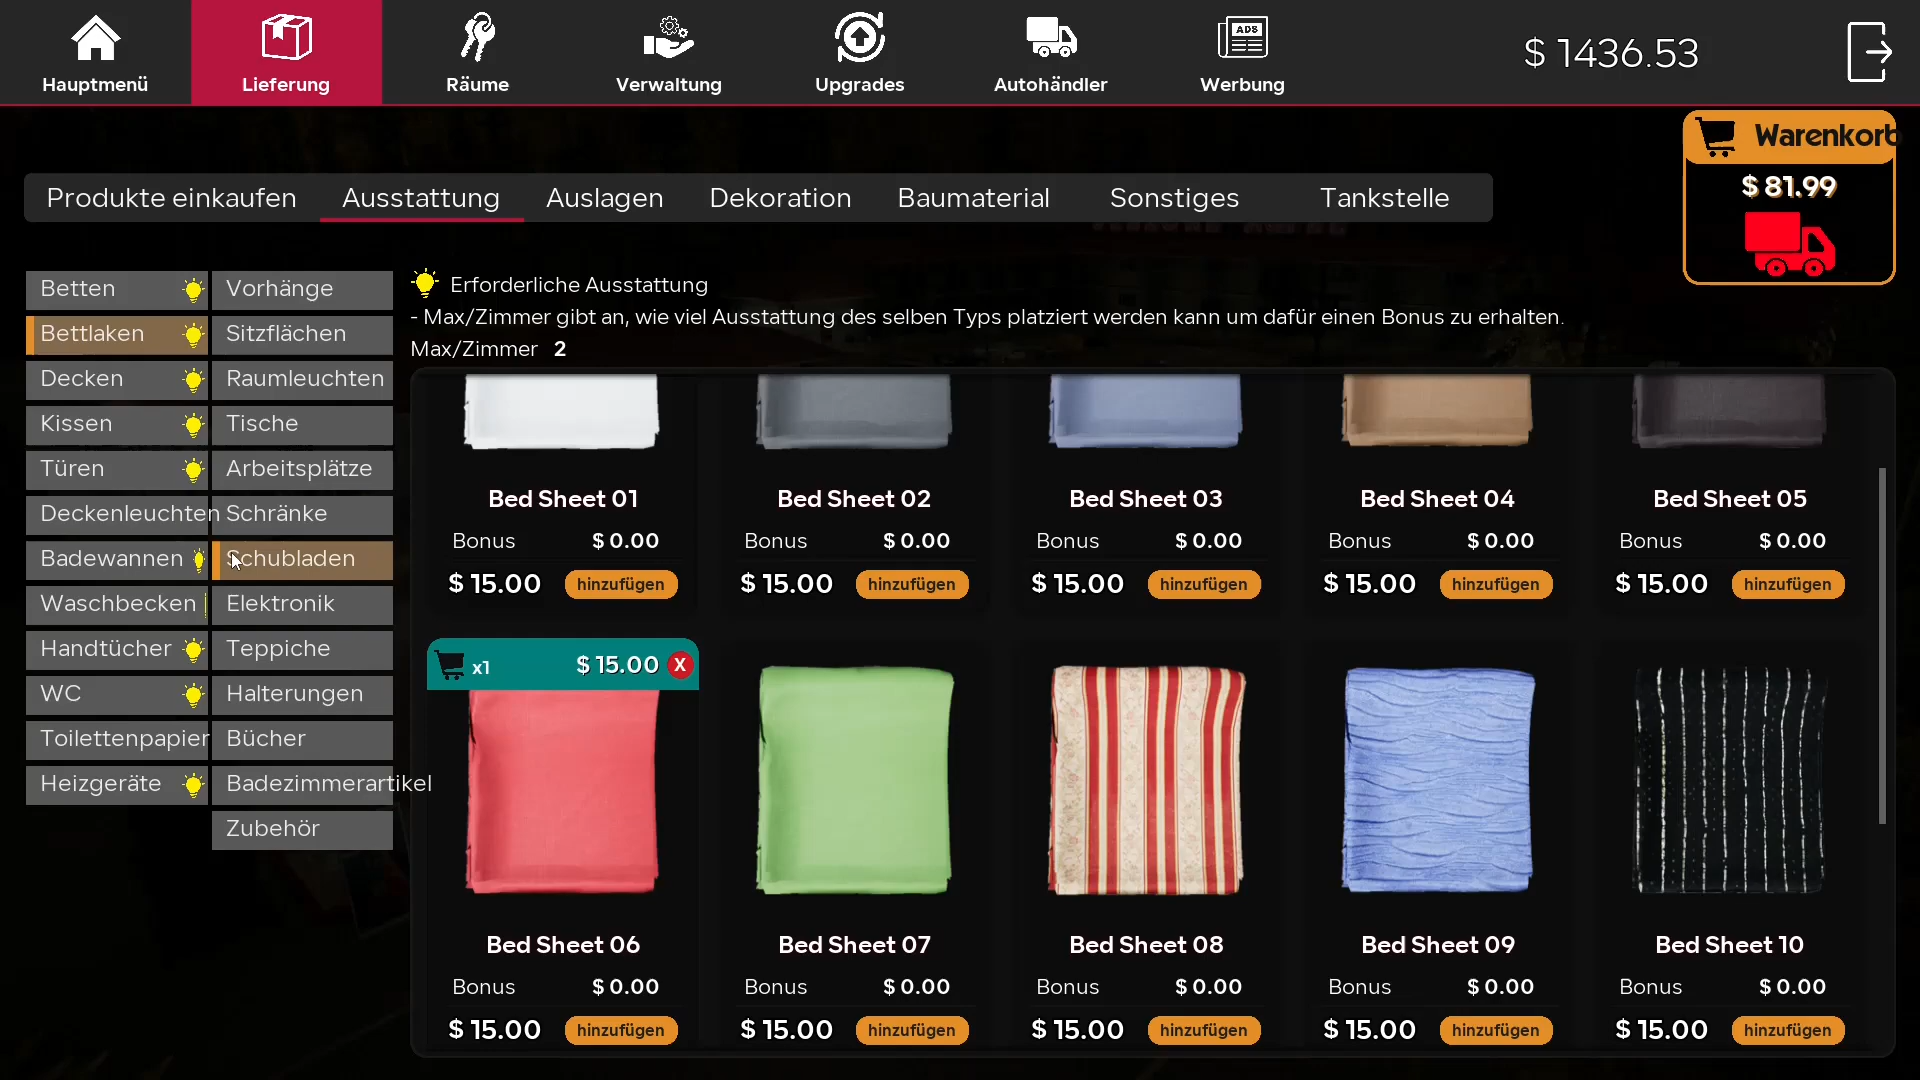 Hauptmenü
Lieferung
Räume
Verwaltung
Upgrades
Autohändler
ADS
Werbung
$ 1436.53
Warenkorb
$ 81.99
Produkte einkaufen
Ausstattung
Auslagen
Dekoration
Baumaterial
Sonstiges
Tankstelle
Betten
Vorhänge
Bettlaken
Sitzflächen
Decken
Raumleuchten
Kissen
Tische
Türen
Arbeitsplätze
Deckenleuchten
Schränke
Badewannen
Schubladen
Waschbecken
Elektronik
Handtücher
Teppiche
WC
Halterungen
Toilettenpapier
Bücher
Heizgeräte
Badezimmerartikel
Zubehör
Erforderliche Ausstattung
- Max/Zimmer gibt an, wie viel Ausstattung des selben Typs platziert werden kann um dafür einen Bonus zu erhalten.
Max/Zimmer 2
Bed Sheet 01
Bonus $ 0.00
$ 15.00 hinzufügen
Bed Sheet 02
Bonus $ 0.00
$ 15.00 hinzufügen
Bed Sheet 03
Bonus $ 0.00
$ 15.00 hinzufügen
Bed Sheet 04
Bonus $ 0.00
$ 15.00 hinzufügen
Bed Sheet 05
Bonus $ 0.00
$ 15.00 hinzufügen
x1 $ 15.00 X
Bed Sheet 06
Bonus $ 0.00
$ 15.00 hinzufügen
Bed Sheet 07
Bonus $ 0.00
$ 15.00 hinzufügen
Bed Sheet 08
Bonus $ 0.00
$ 15.00 hinzufügen
Bed Sheet 09
Bonus $ 0.00
$ 15.00 hinzufügen
Bed Sheet 10
Bonus $ 0.00
$ 15.00 hinzufügen